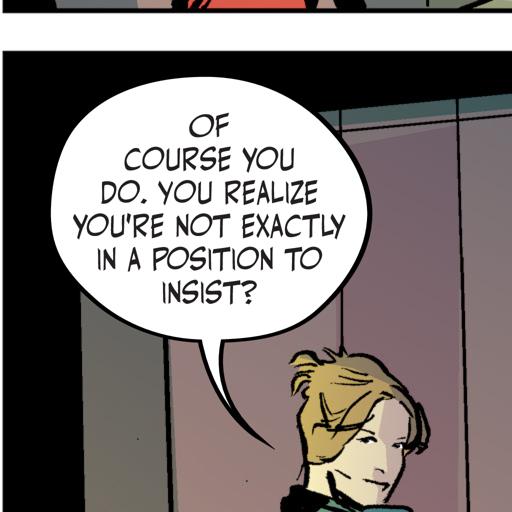 OF
COURSE YOU
DO. YOU REALIZE
YOU'RE NOT EXACTLY
IN A POSITION TO
INSIST?